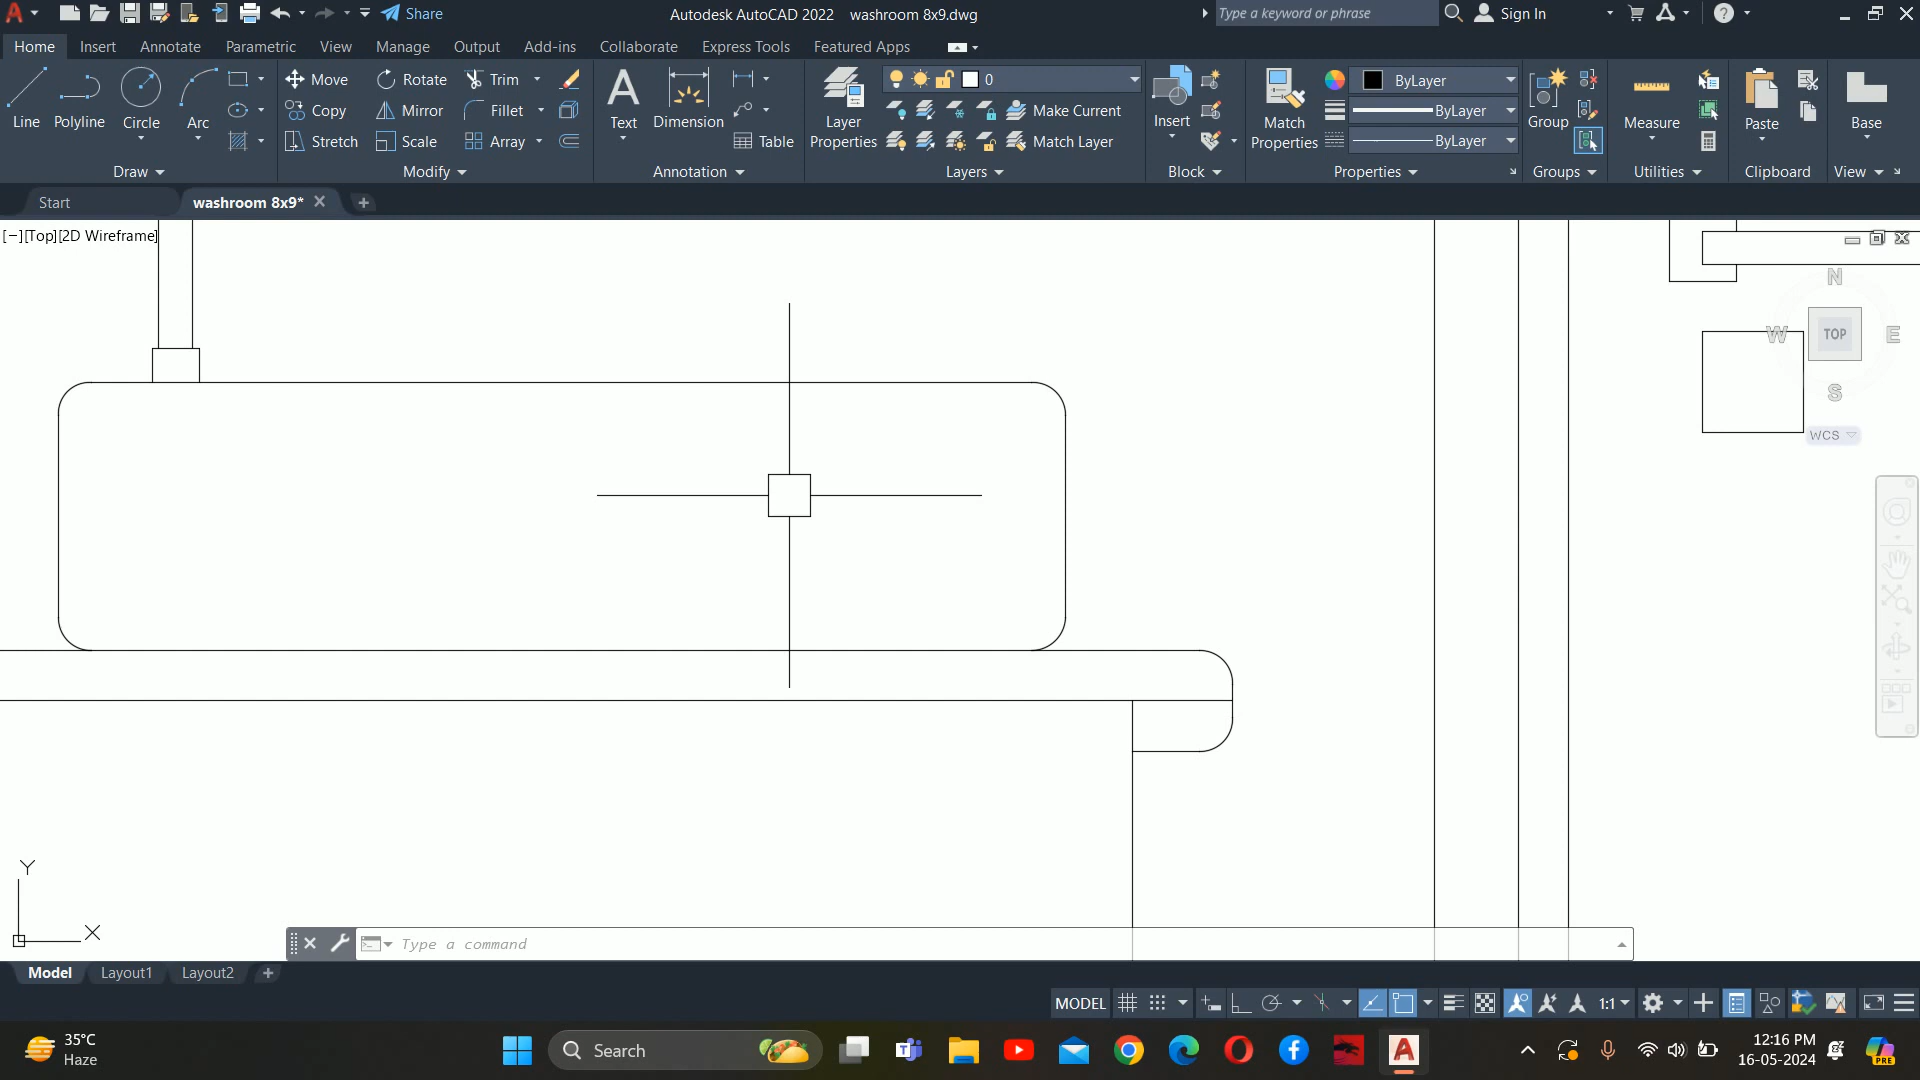 Share
Autodesk AutoCAD 2022 washroom 8x9.dwg
Type a keyword or phrase
Sign In
Home Insert Annotate Parametric View Manage Output Add-ins Collaborate Express Tools Featured Apps
Line Polyline Circle Arc
Move Rotate Trim
Copy Mirror Fillet
Stretch Scale Array
Text Dimension Table
Layer Properties
0
Make Current
Match Layer
Insert
Match Properties
ByLayer
ByLayer
ByLayer
Group
Measure
Paste
Base
Draw Modify Annotation Layers Block Properties Groups Utilities Clipboard View
Start washroom 8x9*
[−][Top][2D Wireframe]
N
W TOP E
S
WCS
Y
X
Type a command
Model Layout1 Layout2
MODEL 1:1
35°C
Haze
Search
12:16 PM
16-05-2024
PRE